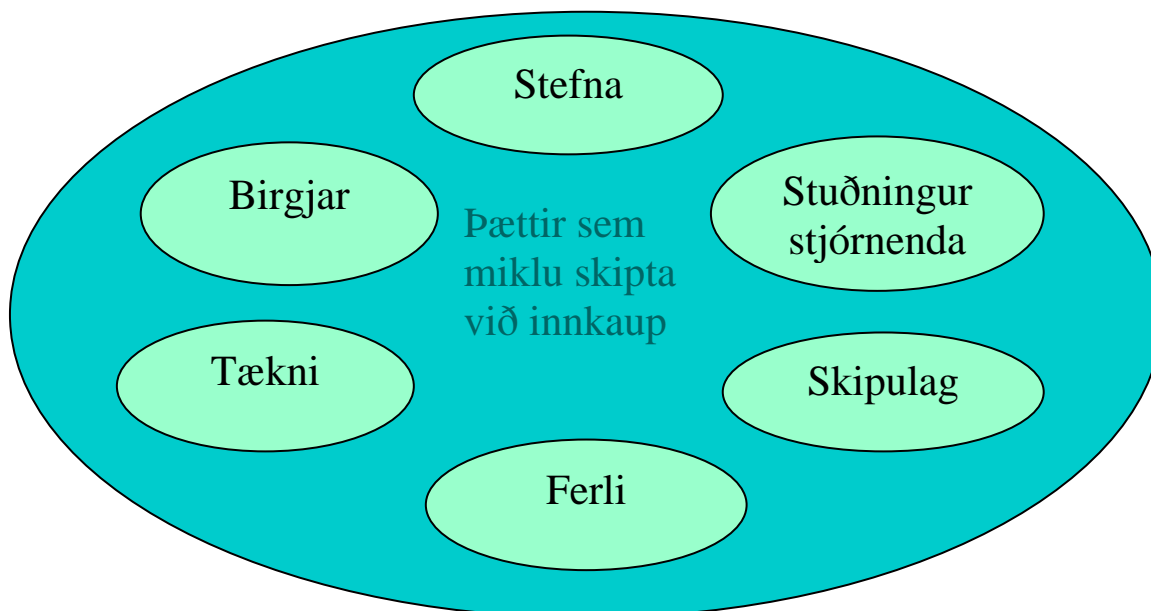 Stefna
Birgjar
Stuðningur
stjórnenda
Þættir sem
miklu skipta
við innkaup
Tækni
Skipulag
Ferli